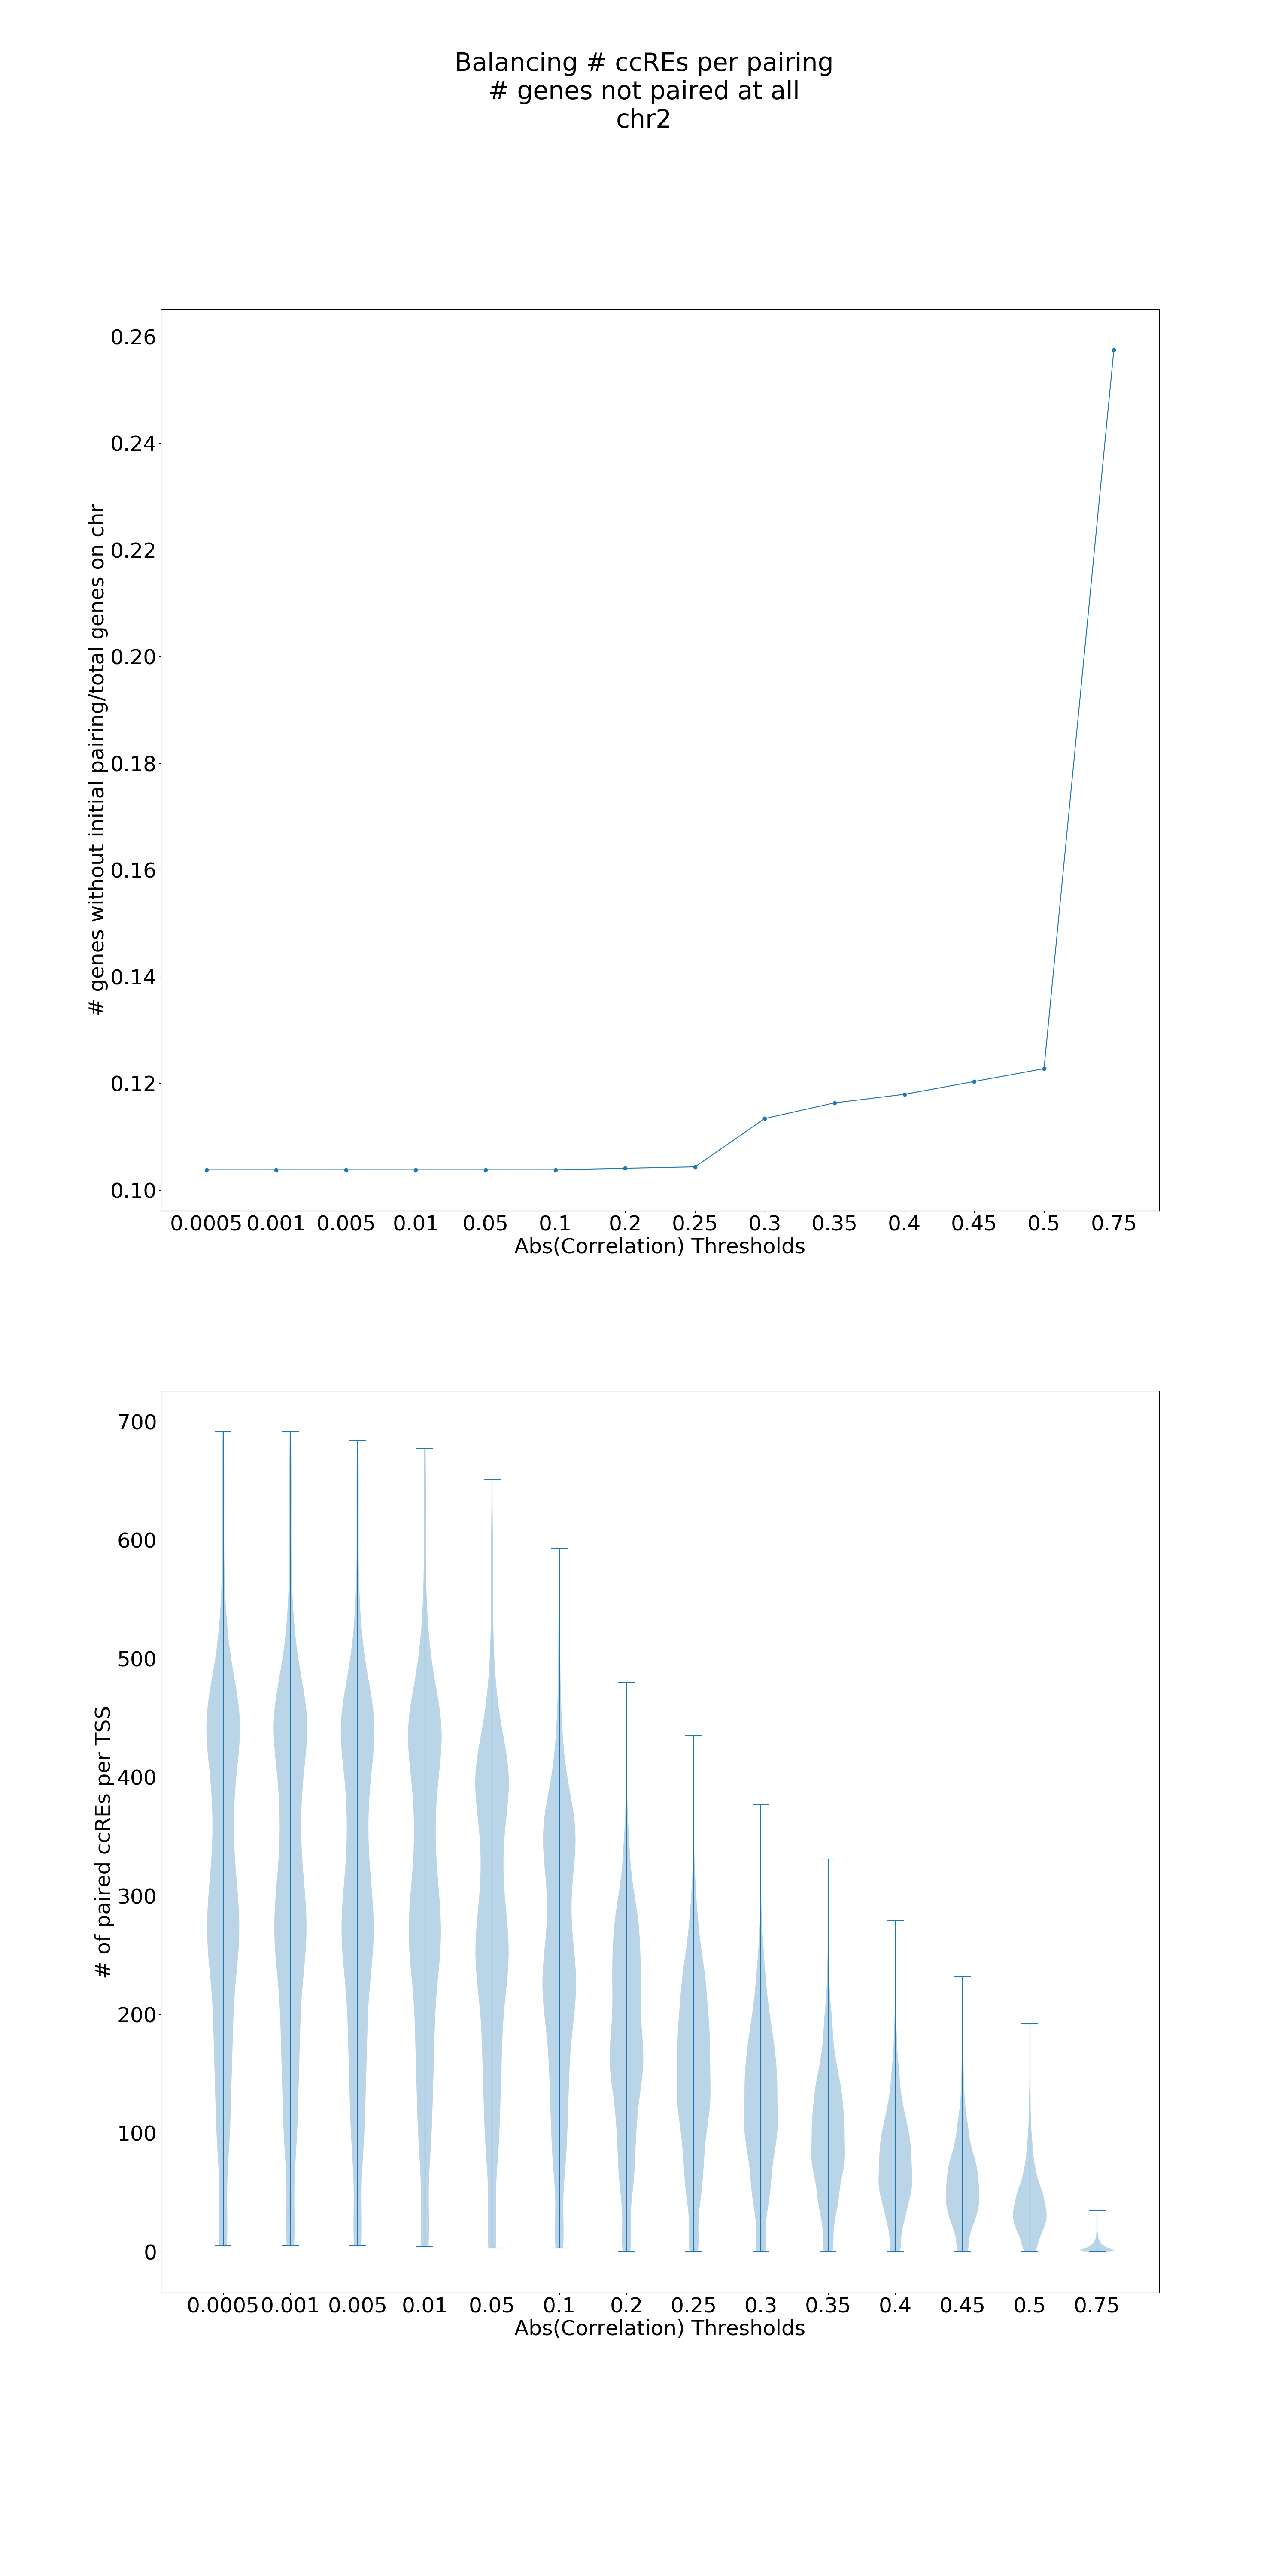 Balancing # ccREs per pairing
# genes not paired at all
chr2
0.26
0.24
0.22
0.20
0.18
0.16
0.14
0.12
0.10
# genes without initial pairing/total genes on chr
0.0005 0.001 0.005 0.01 0.05 0.1 0.2 0.25 0.3 0.35 0.4 0.45 0.5 0.75
Abs(Correlation) Thresholds
700
600
500
400
300
200
100
0
# of paired ccREs per TSS
0.0005 0.001 0.005 0.01 0.05 0.1 0.2 0.25 0.3 0.35 0.4 0.45 0.5 0.75
Abs(Correlation) Thresholds